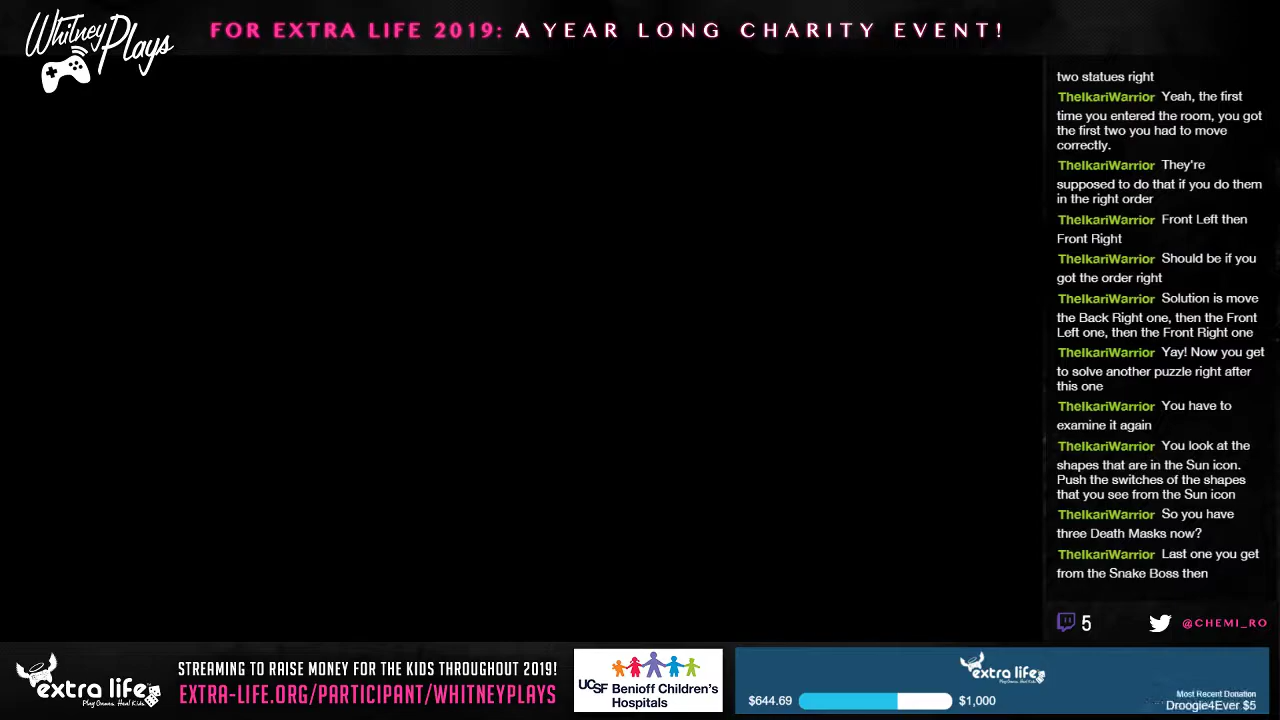 Whitney Plays
FOR EXTRA LIFE 2019: A YEAR LONG CHARITY EVENT!
two statues right
TheIkariWarrior Yeah, the first
time you entered the room, you got
the first two you had to move
correctly.
TheIkariWarrior They're
supposed to do that if you do them
in the right order
TheIkariWarrior Front Left then
Front Right
TheIkariWarrior Should be if you
got the order right
TheIkariWarrior Solution is move
the Back Right one, then the Front
Left one, then the Front Right one
TheIkariWarrior Yay! Now you get
to solve another puzzle right after
this one
TheIkariWarrior You have to
examine it again
TheIkariWarrior You look at the
shapes that are in the Sun icon.
Push the switches of the shapes
that you see from the Sun icon
TheIkariWarrior So you have
three Death Masks now?
TheIkariWarrior Last one you get
from the Snake Boss then
5
@CHEMI_RO
extra life
Play Games. Heal Kids.
STREAMING TO RAISE MONEY FOR THE KIDS THROUGHOUT 2019!
EXTRA-LIFE.ORG/PARTICIPANT/WHITNEYPLAYS
UCSF Benioff Children's
Hospitals
extra life
Play Games. Heal Kids.
$644.69
$1,000
Most Recent Donation
Droogie4Ever $5